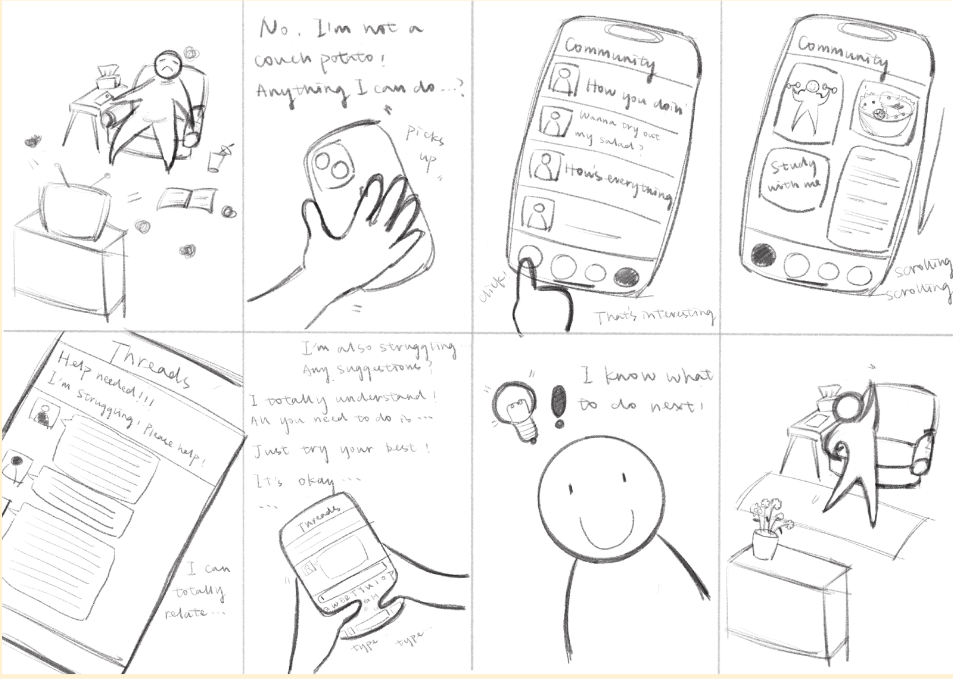 No, I'm not a
couch potato!
Anything I can do...?
picks
up
Community
How you doin'
Wanna try out
my salad?
How's everything
click!
That's interesting
Community
Study
with me
scrolling
scrolling
Threads
Help needed!!!
I'm struggling! Please help!
I can
totally
relate...
I'm also struggling
Any suggestions?
I totally understand!
All you need to do is...
Just try your best!
It's okay...
...
Threads
type
type
I know what
to do next!